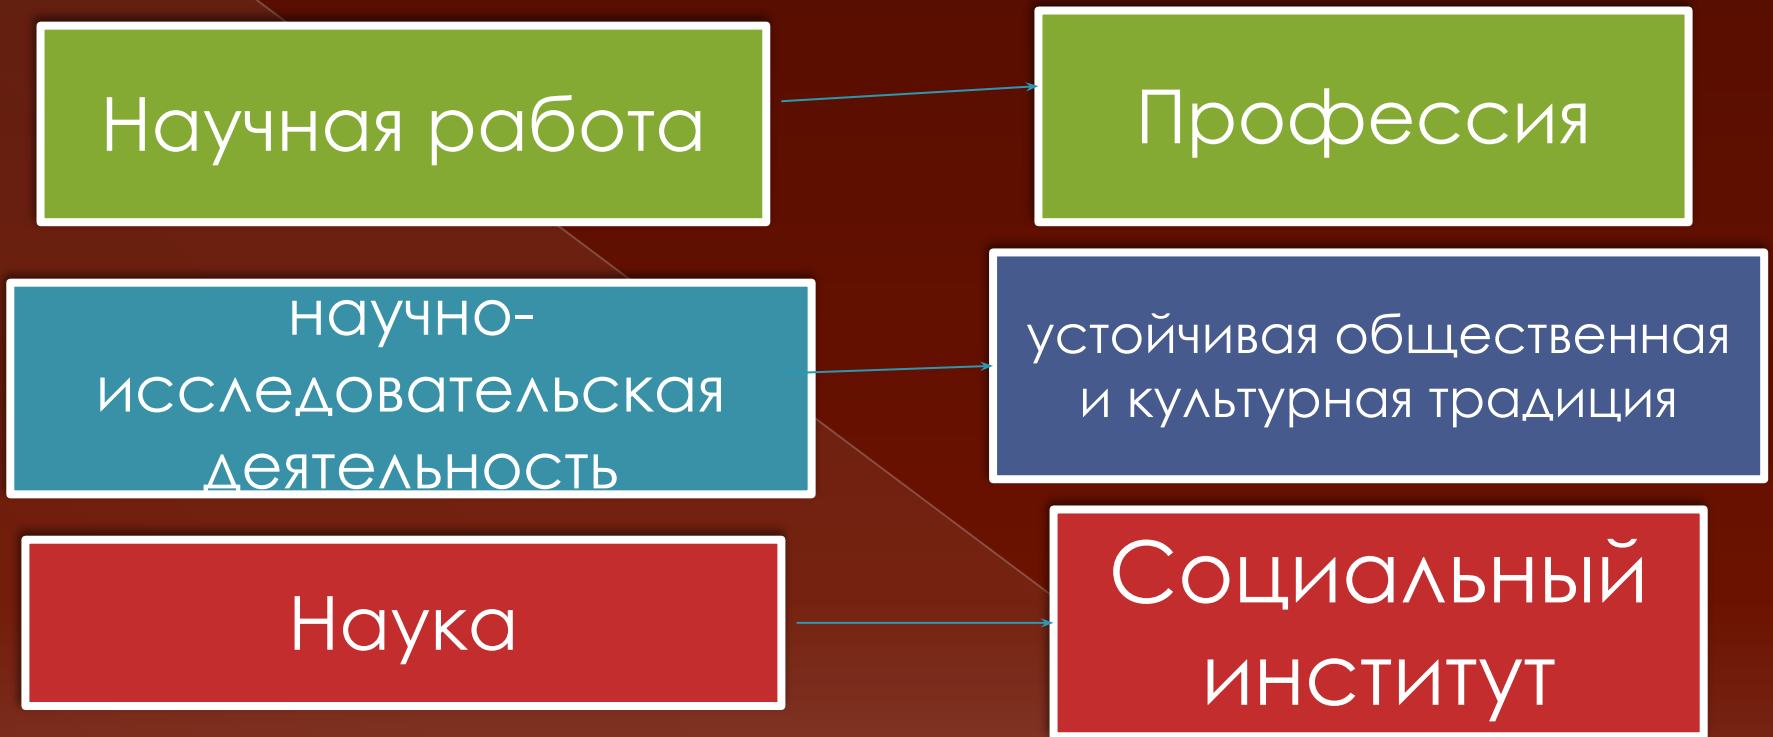 Научная работа
Профессия
научно-
исследовательская
деятельность
устойчивая общественная
и культурная традиция
Наука
Социальный
институт